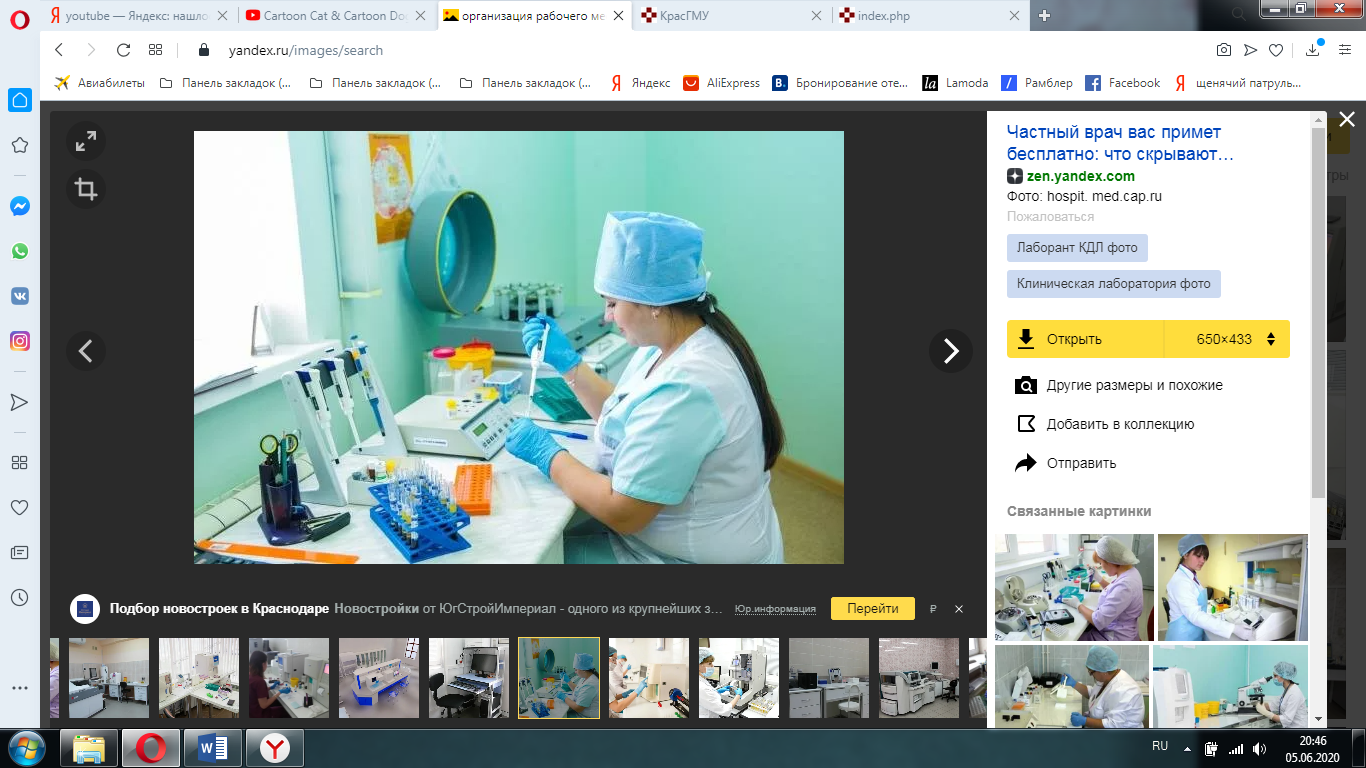 youtube — Яндекс: нашло
Cartoon Cat & Cartoon Do
организация рабочего ме
КрасГМУ
index.php
yandex.ru/images/search
Авиабилеты
Панель закладок (...
Панель закладок (...
Панель закладок (...
Яндекс
AliExpress
Бронирование оте...
Lamoda
Рамблер
Facebook
щенячий патруль...
Частный врач вас примет
бесплатно: что скрывают…
zen.yandex.com
Фото: hospit. med.cap.ru
Пожаловаться
Лаборант КДЛ фото
Клиническая лаборатория фото
Открыть
650×433
Другие размеры и похожие
Добавить в коллекцию
Отправить
Связанные картинки
Подбор новостроек в Краснодаре Новостройки от ЮгСтройИмпериал - одного из крупнейших з...
Юр.информация
Перейти
₽
RU
20:46
05.06.2020